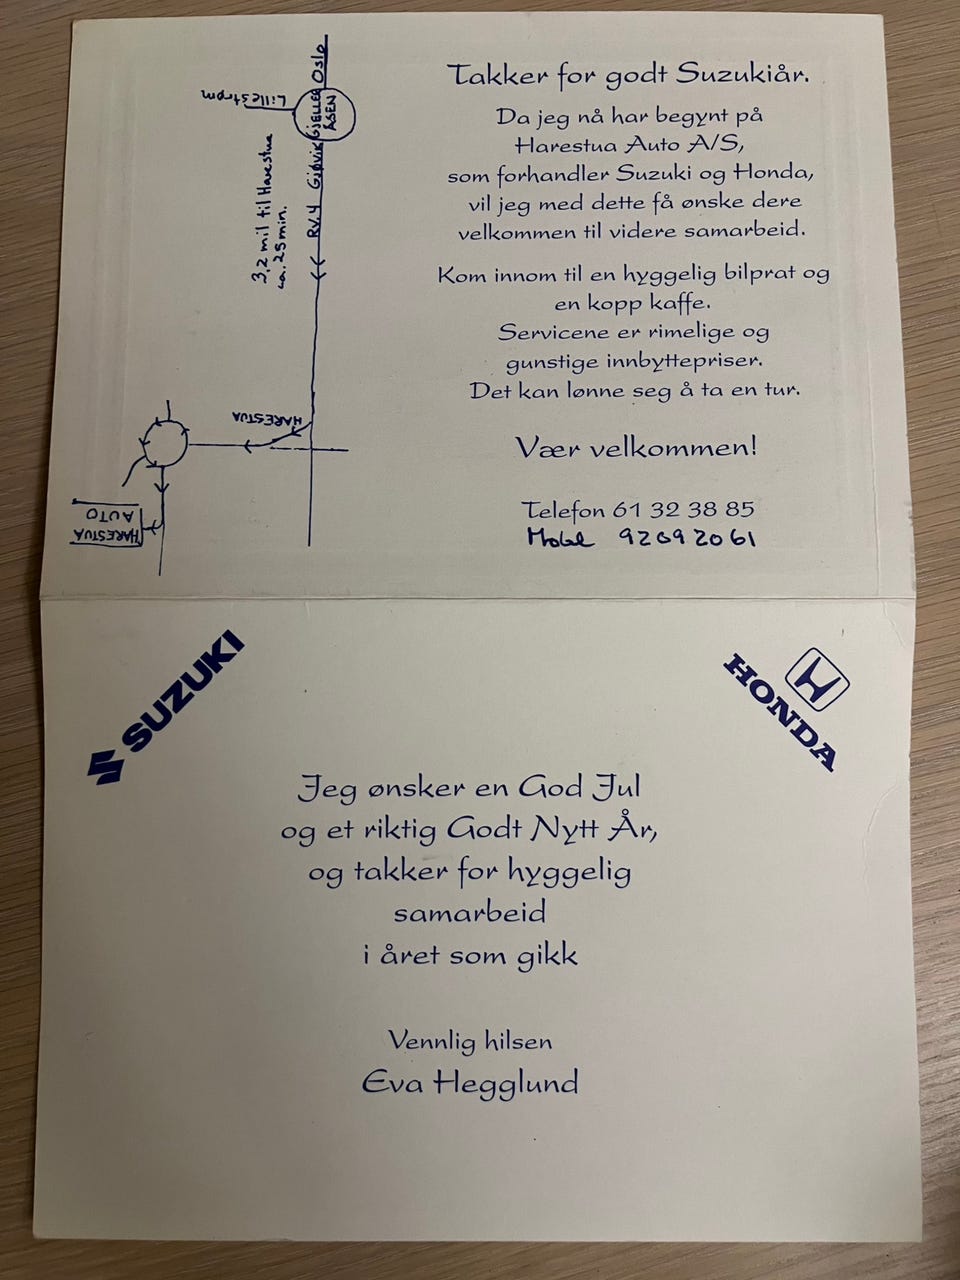 Oslo
GJELLER
ÅSEN
Lillestrøm
RV.4 Gjøvik
3,2 mil til Harestua
ca. 25 min.
HARESTUA
HARESTUA
AUTO
Takker for godt Suzukiår.
Da jeg nå har begynt på
Harestua Auto A/S,
som forhandler Suzuki og Honda,
vil jeg med dette få ønske dere
velkommen til videre samarbeid.
Kom innom til en hyggelig bilprat og
en kopp kaffe.
Servicene er rimelige og
gunstige innbyttepriser.
Det kan lønne seg å ta en tur.
Vær velkommen!
Telefon 61 32 38 85
Mobil 92092061
SUZUKI
HONDA
Jeg ønsker en God Jul
og et riktig Godt Nytt År,
og takker for hyggelig
samarbeid
i året som gikk
Vennlig hilsen
Eva Hegglund